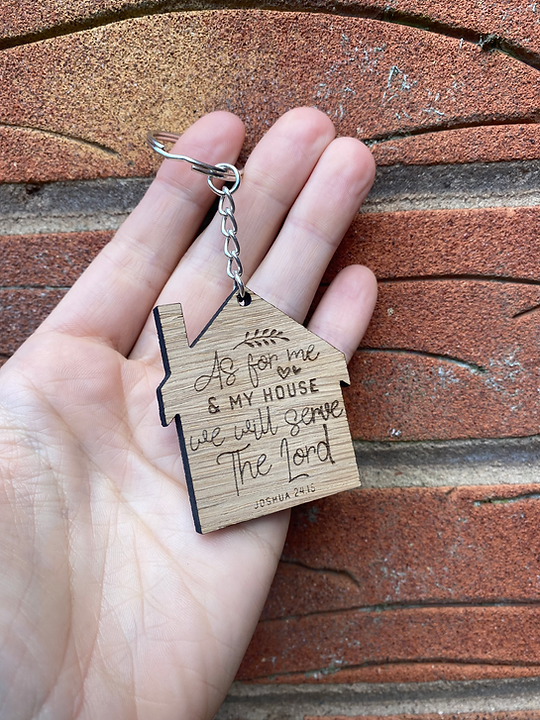 As for me
& MY HOUSE
we will serve
The Lord
JOSHUA 24:15